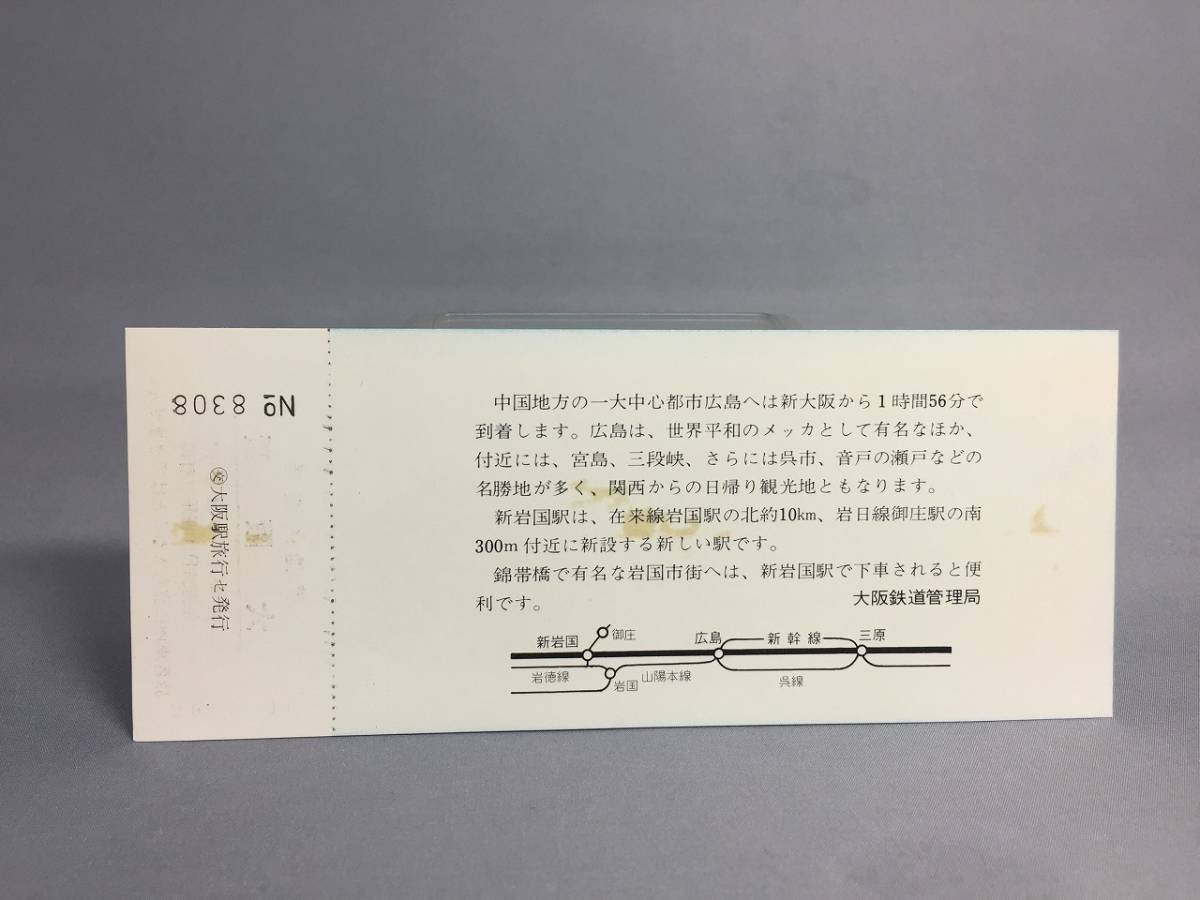 № 8308
大阪駅旅行セ発行
中国地方の一大中心都市広島へは新大阪から1時間56分で
到着します。広島は、世界平和のメッカとして有名なほか、
付近には、宮島、三段峡、さらには呉市、音戸の瀬戸などの
名勝地が多く、関西からの日帰り観光地ともなります。
新岩国駅は、在来線岩国駅の北約10km、岩日線御庄駅の南
300m付近に新設する新しい駅です。
錦帯橋で有名な岩国市街へは、新岩国駅で下車されると便
利です。 大阪鉄道管理局
新岩国 御庄 広島 新幹線 三原
岩徳線 岩国 山陽本線 呉線